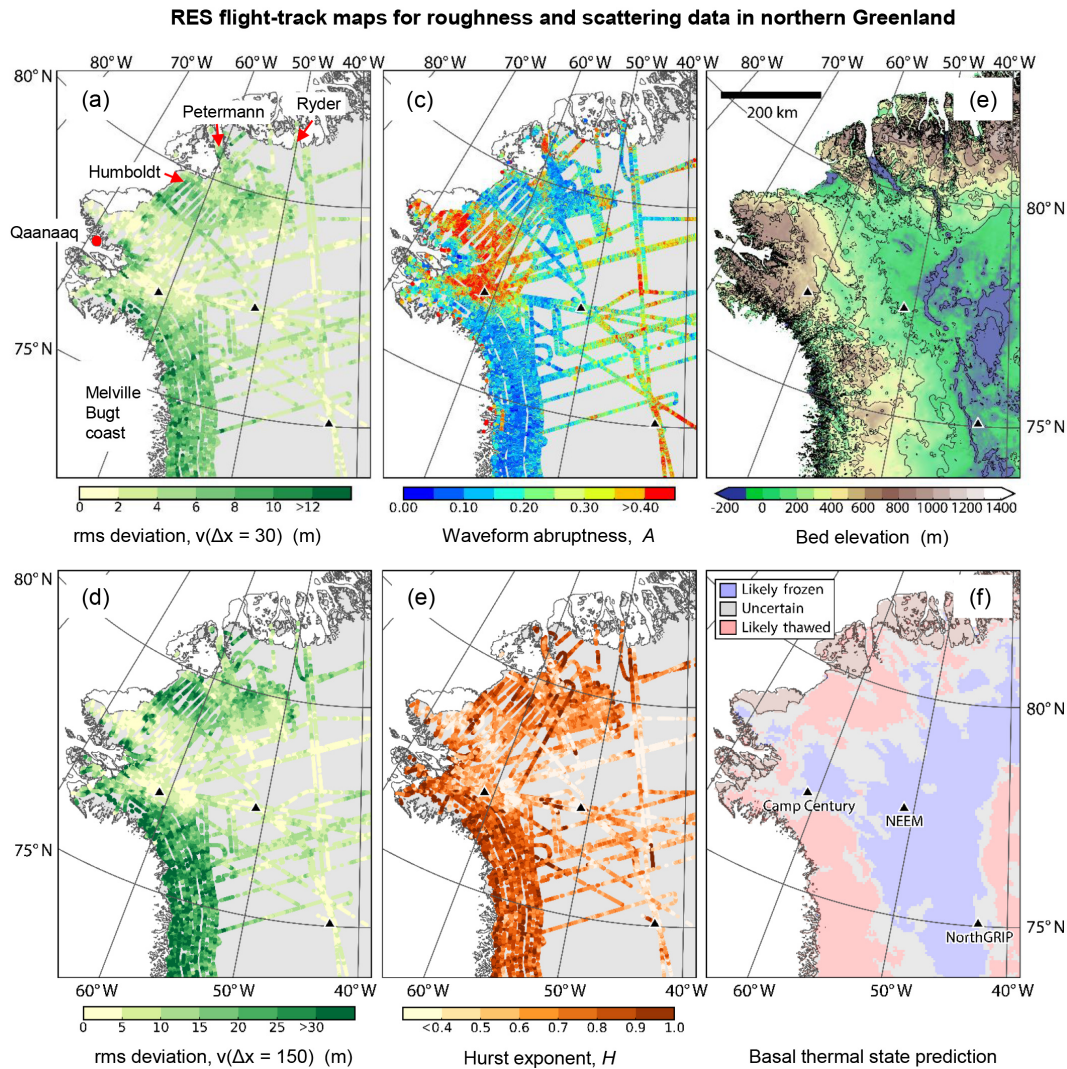 RES flight-track maps for roughness and scattering data in northern Greenland
80°W 70°W 60°W 50°W 40°W
80°W 70°W 60°W 50°W 40°W
80°W 70°W 60°W 50°W 40°W
80°N
(a)
Petermann
Ryder
Humboldt
Qaanaaq
75°N
Melville
Bugt
coast
(c)
200 km
(e)
80°N
75°N
0 2 4 6 8 10 >12
rms deviation, v(Δx = 30) (m)
0.00 0.10 0.20 0.30 >0.40
Waveform abruptness, A
-200 0 200 400 600 800 1000 1200 1400
Bed elevation (m)
80°N
(d)
75°N
(e)
Likely frozen
Uncertain
Likely thawed
(f)
80°N
Camp Century
NEEM
75°N
NorthGRIP
60°W 50°W 40°W
60°W 50°W 40°W
60°W 50°W 40°W
0 5 10 15 20 25 >30
rms deviation, v(Δx = 150) (m)
<0.4 0.5 0.6 0.7 0.8 0.9 1.0
Hurst exponent, H
Basal thermal state prediction